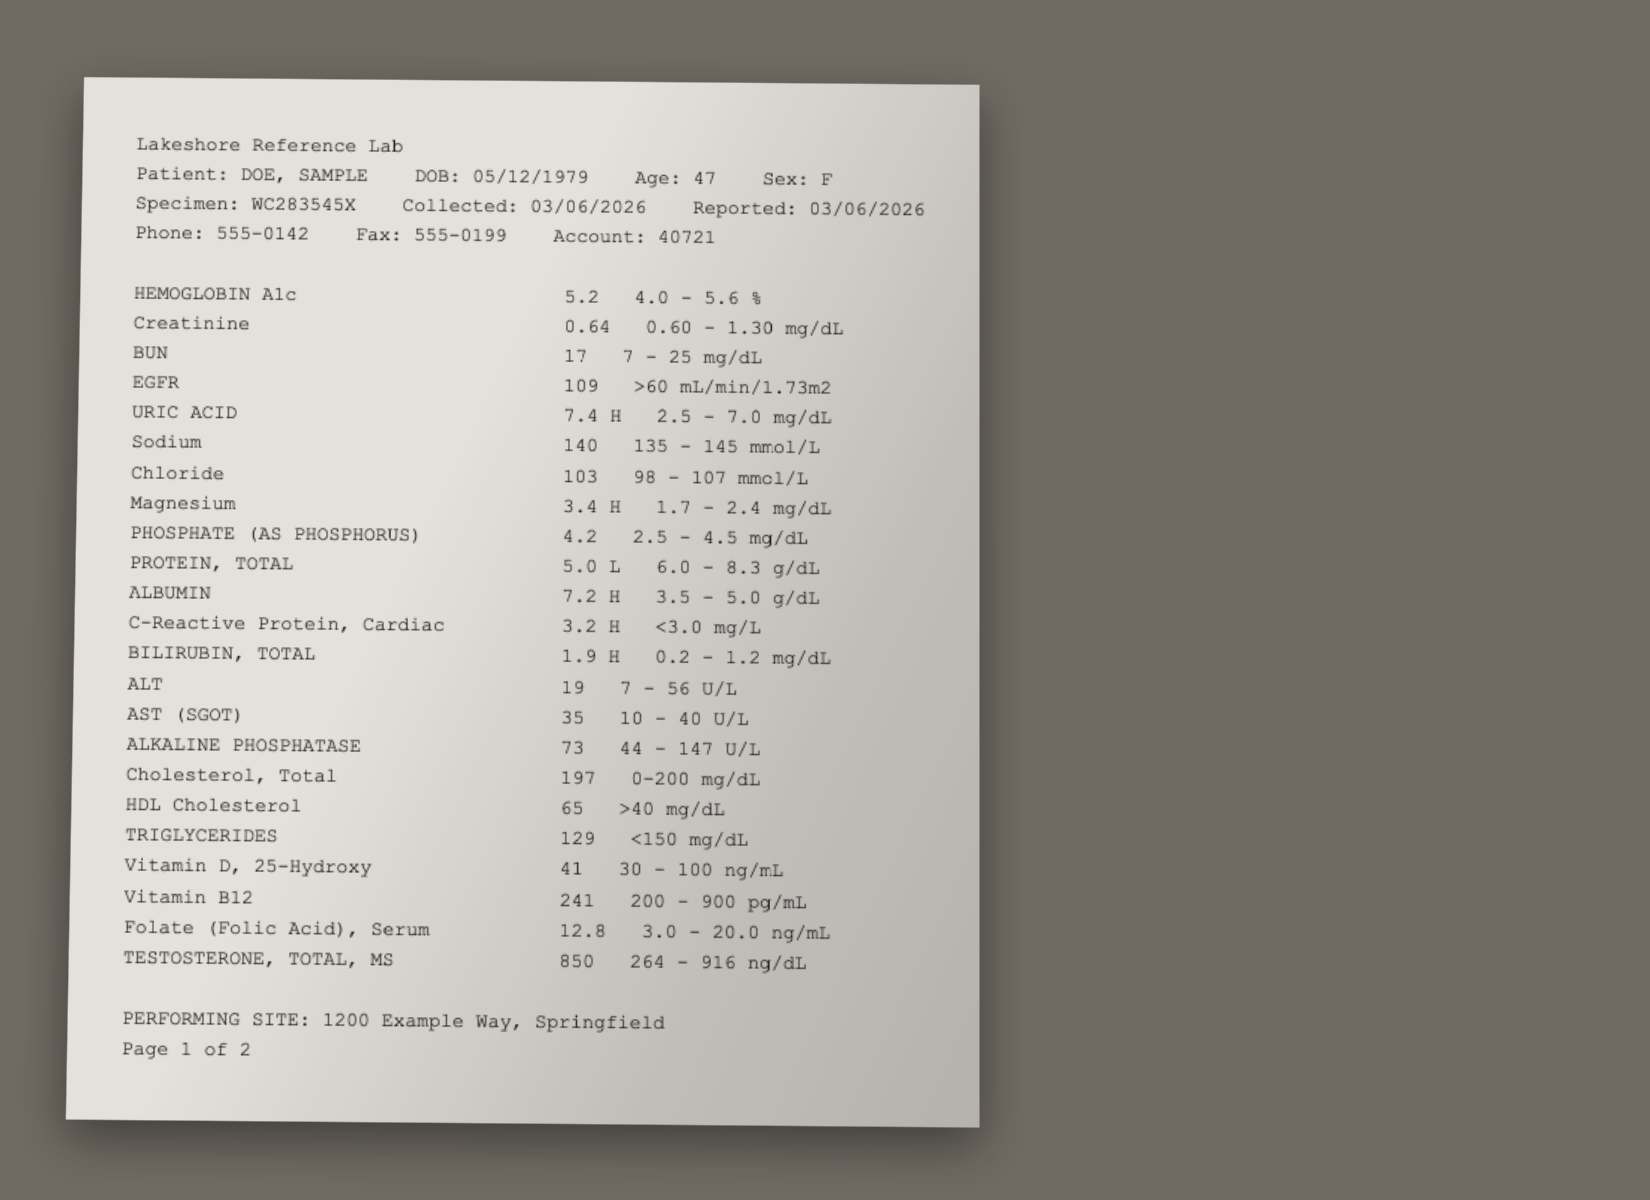 Lakeshore Reference Lab
Patient: DOE, SAMPLE    DOB: 05/12/1979    Age: 47    Sex: F
Specimen: WC283545X    Collected: 03/06/2026    Reported: 03/06/2026
Phone: 555-0142    Fax: 555-0199    Account: 40721
HEMOGLOBIN A1c    5.2    4.0 - 5.6 %
Creatinine    0.64    0.60 - 1.30 mg/dL
BUN    17    7 - 25 mg/dL
EGFR    109    >60 mL/min/1.73m2
URIC ACID    7.4 H    2.5 - 7.0 mg/dL
Sodium    140    135 - 145 mmol/L
Chloride    103    98 - 107 mmol/L
Magnesium    3.4 H    1.7 - 2.4 mg/dL
PHOSPHATE (AS PHOSPHORUS)    4.2    2.5 - 4.5 mg/dL
PROTEIN, TOTAL    5.0 L    6.0 - 8.3 g/dL
ALBUMIN    7.2 H    3.5 - 5.0 g/dL
C-Reactive Protein, Cardiac    3.2 H    <3.0 mg/L
BILIRUBIN, TOTAL    1.9 H    0.2 - 1.2 mg/dL
ALT    19    7 - 56 U/L
AST (SGOT)    35    10 - 40 U/L
ALKALINE PHOSPHATASE    73    44 - 147 U/L
Cholesterol, Total    197    0-200 mg/dL
HDL Cholesterol    65    >40 mg/dL
TRIGLYCERIDES    129    <150 mg/dL
Vitamin D, 25-Hydroxy    41    30 - 100 ng/mL
Vitamin B12    241    200 - 900 pg/mL
Folate (Folic Acid), Serum    12.8    3.0 - 20.0 ng/mL
TESTOSTERONE, TOTAL, MS    850    264 - 916 ng/dL
PERFORMING SITE: 1200 Example Way, Springfield
Page 1 of 2